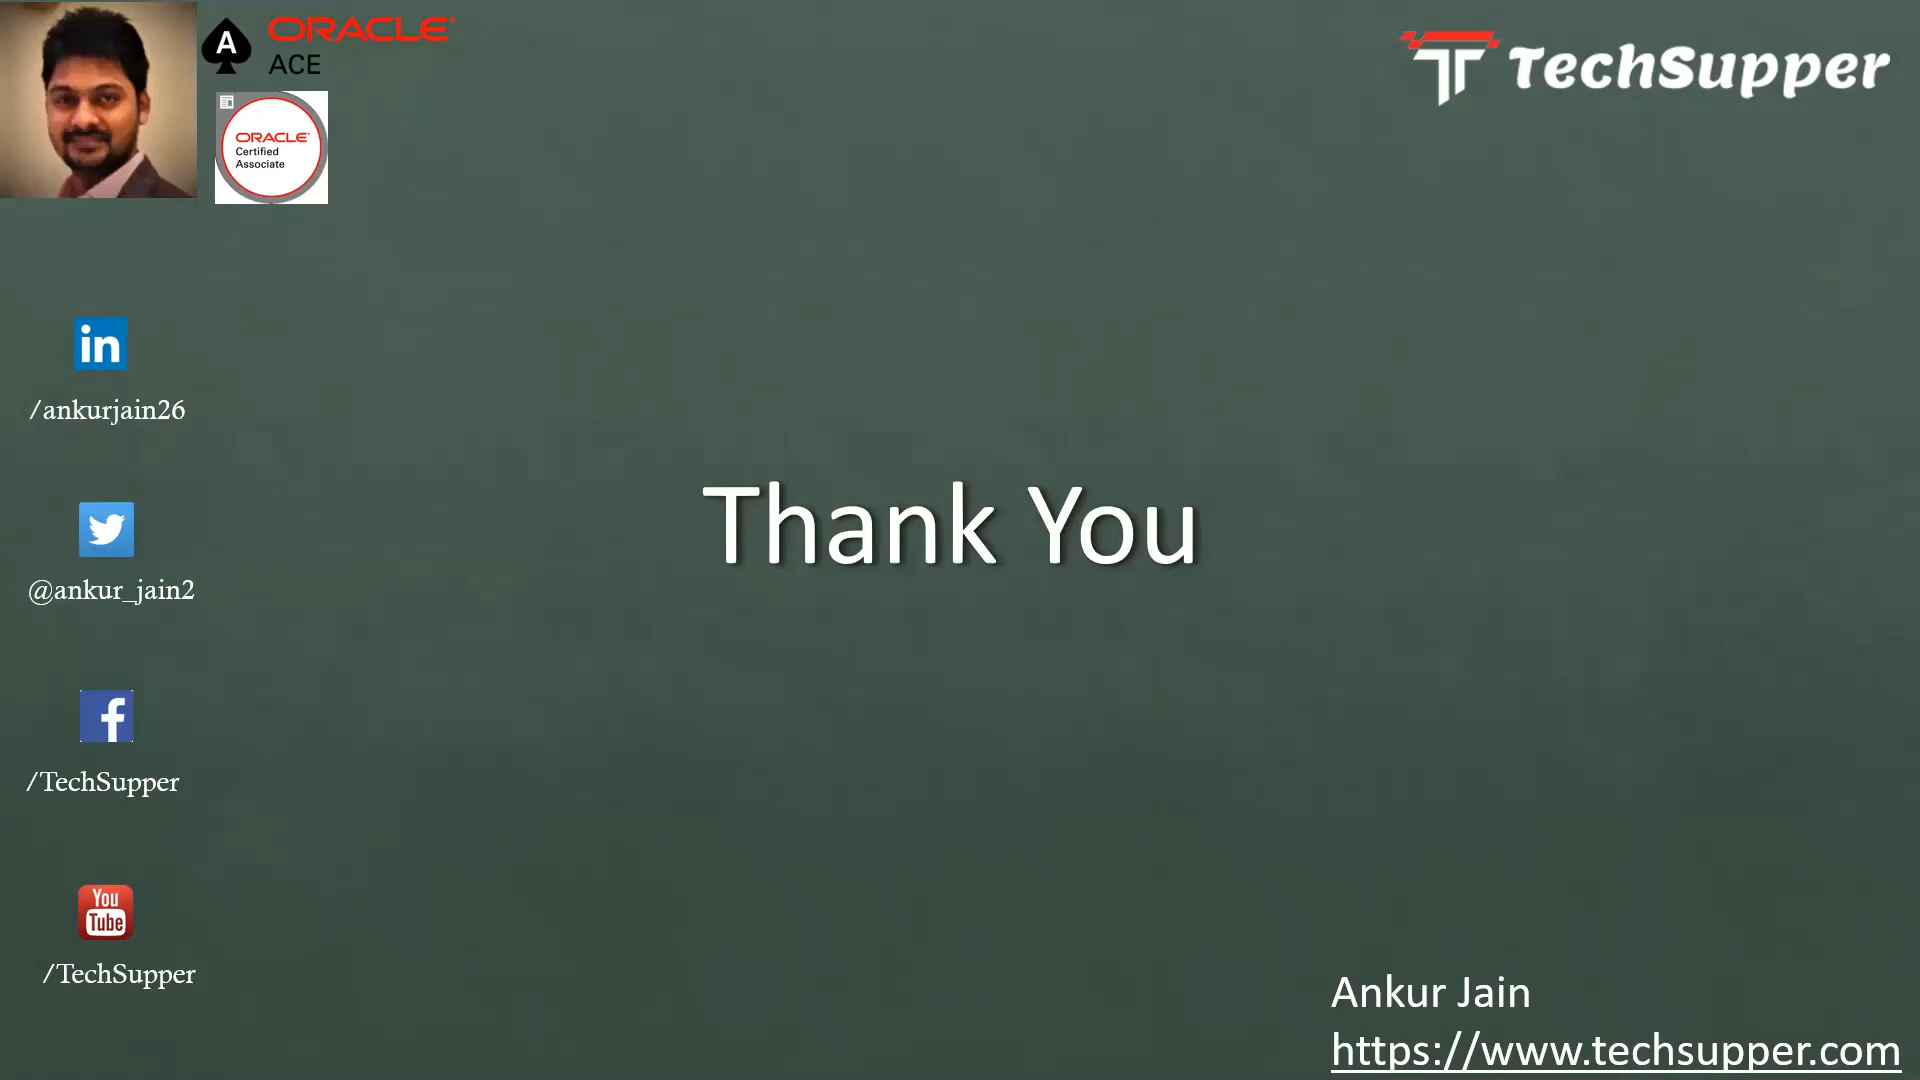 A
ORACLE
ACE
ORACLE
Certified
Associate
TechSupper
in
/ankurjain26
@ankur_jain2
f
/TechSupper
You
Tube
/TechSupper
Thank You
Ankur Jain
https://www.techsupper.com